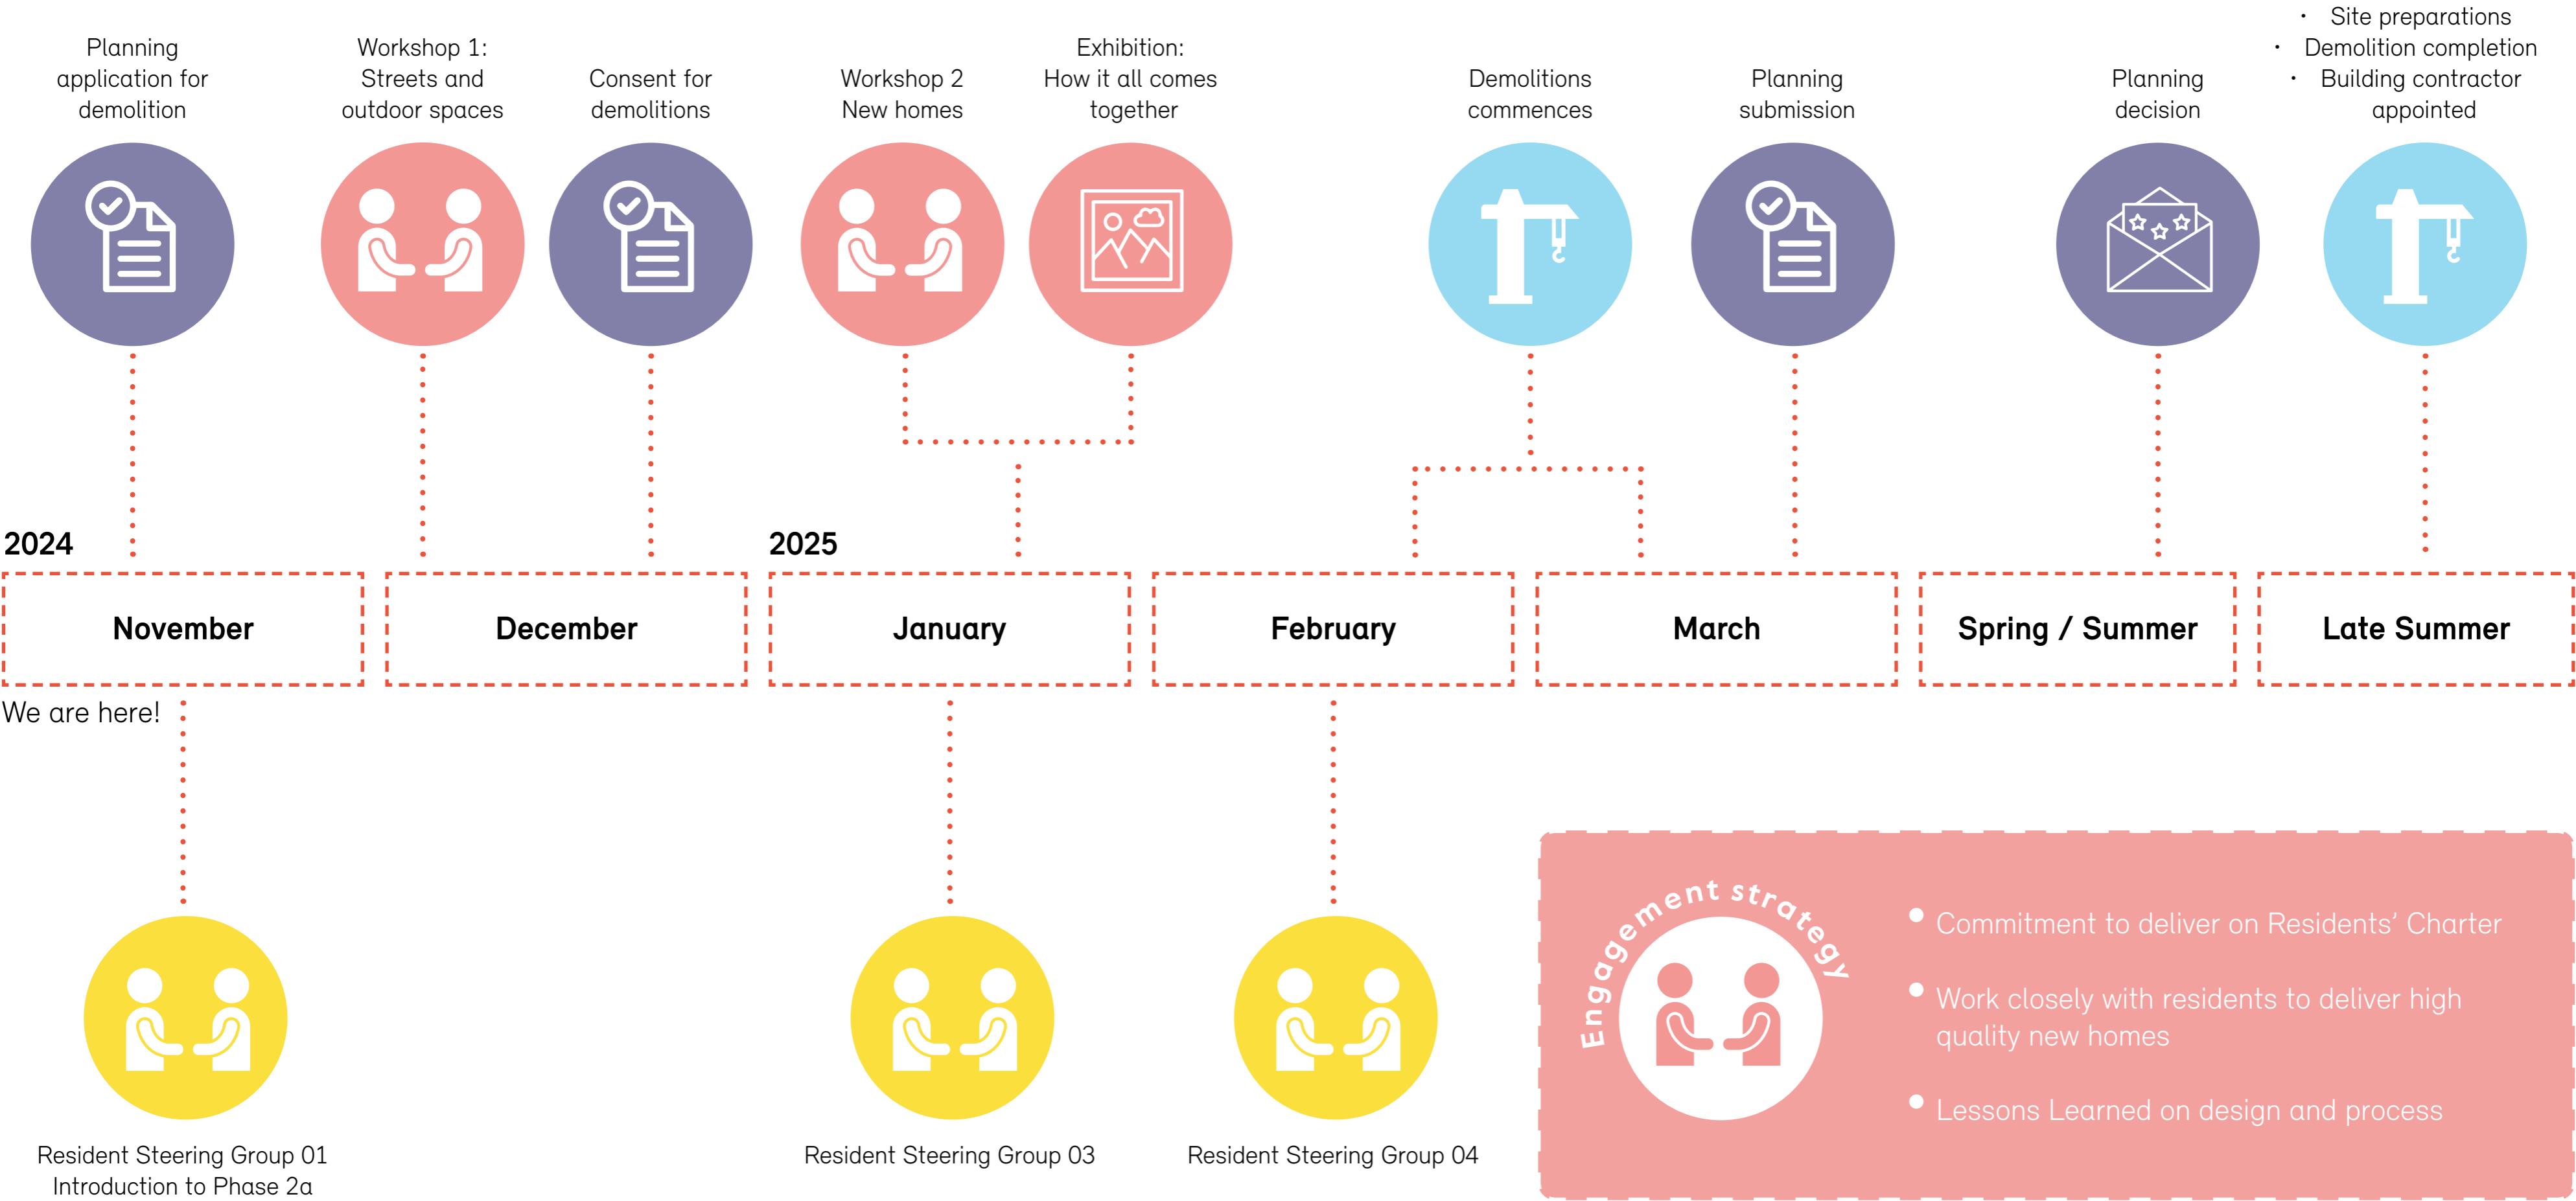 Planning
application for
demolition
Workshop 1:
Streets and
outdoor spaces
Consent for
demolitions
Workshop 2
New homes
Exhibition:
How it all comes
together
Demolitions
commences
Planning
submission
Planning
decision
• Site preparations
• Demolition completion
• Building contractor
appointed
2024
2025
November
December
January
February
March
Spring / Summer
Late Summer
We are here!
Resident Steering Group 01
Introduction to Phase 2a
Resident Steering Group 03
Resident Steering Group 04
Engagement strategy
• Commitment to deliver on Residents' Charter
• Work closely with residents to deliver high
quality new homes
• Lessons Learned on design and process